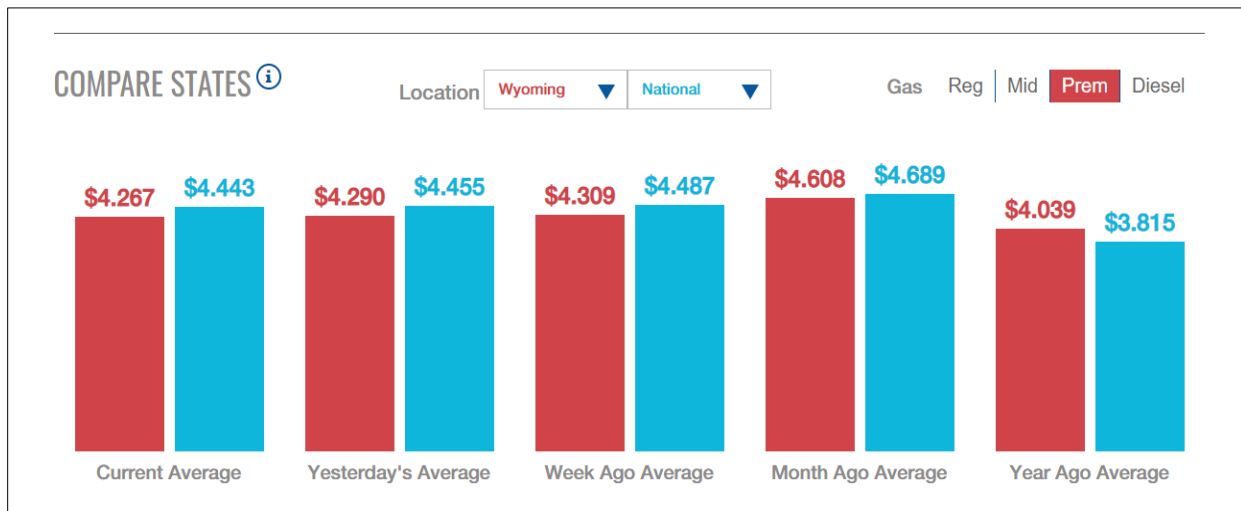 COMPARE STATES i
Location Wyoming National
Gas Reg Mid Prem Diesel
$4.267 $4.443 $4.290 $4.455 $4.309 $4.487 $4.608 $4.689 $4.039 $3.815
Current Average Yesterday's Average Week Ago Average Month Ago Average Year Ago Average